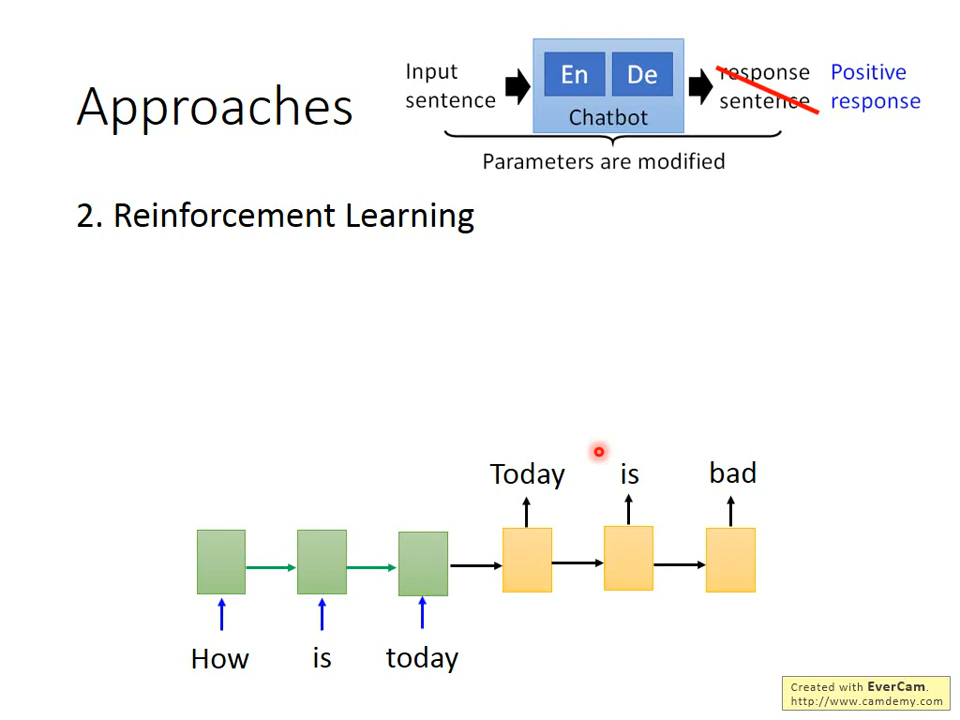 Approaches
Input
sentence
En
De
Chatbot
response
sentence
Positive
response
Parameters are modified
2. Reinforcement Learning
Today is bad
How is today
Created with EverCam.
http://www.camdemy.com